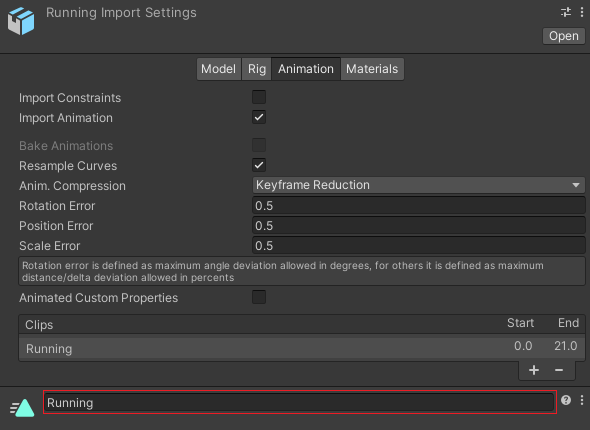 Running Import Settings
Open
Model Rig Animation Materials
Import Constraints
Import Animation
Bake Animations
Resample Curves
Anim. Compression Keyframe Reduction
Rotation Error 0.5
Position Error 0.5
Scale Error 0.5
Rotation error is defined as maximum angle deviation allowed in degrees, for others it is defined as maximum
distance/delta deviation allowed in percents
Animated Custom Properties
Clips Start End
Running 0.0 21.0
+ −
Running